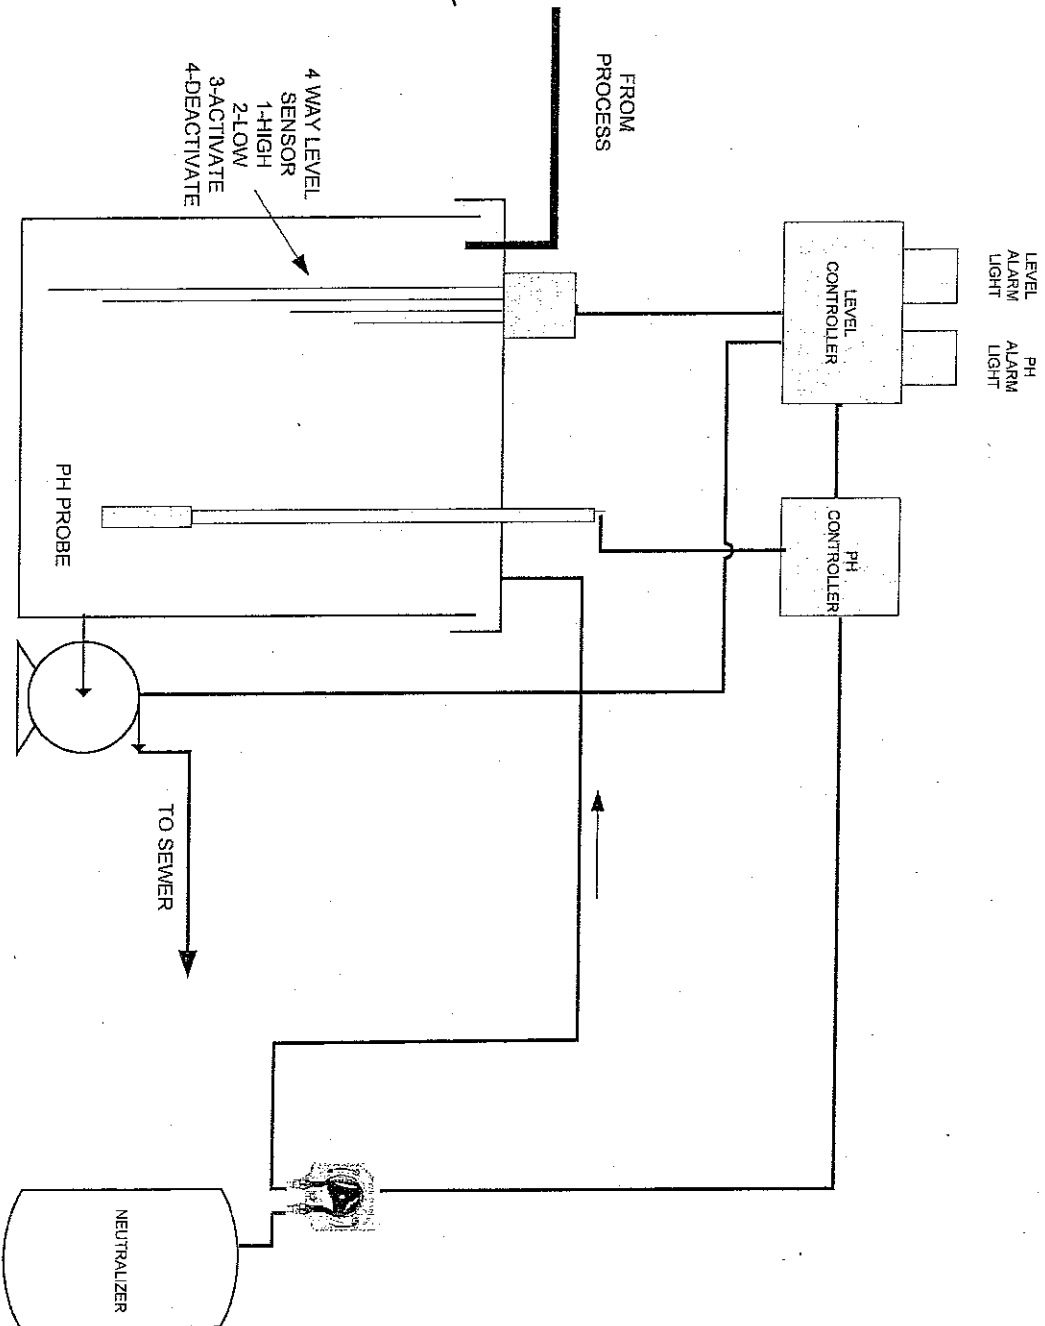 LEVEL
ALARM
LIGHT
PH
ALARM
LIGHT
LEVEL
CONTROLLER
PH
CONTROLLER
FROM
PROCESS
4 WAY LEVEL
SENSOR
1-HIGH
2-LOW
3-ACTIVATE
4-DEACTIVATE
PH PROBE
TO SEWER
NEUTRALIZER